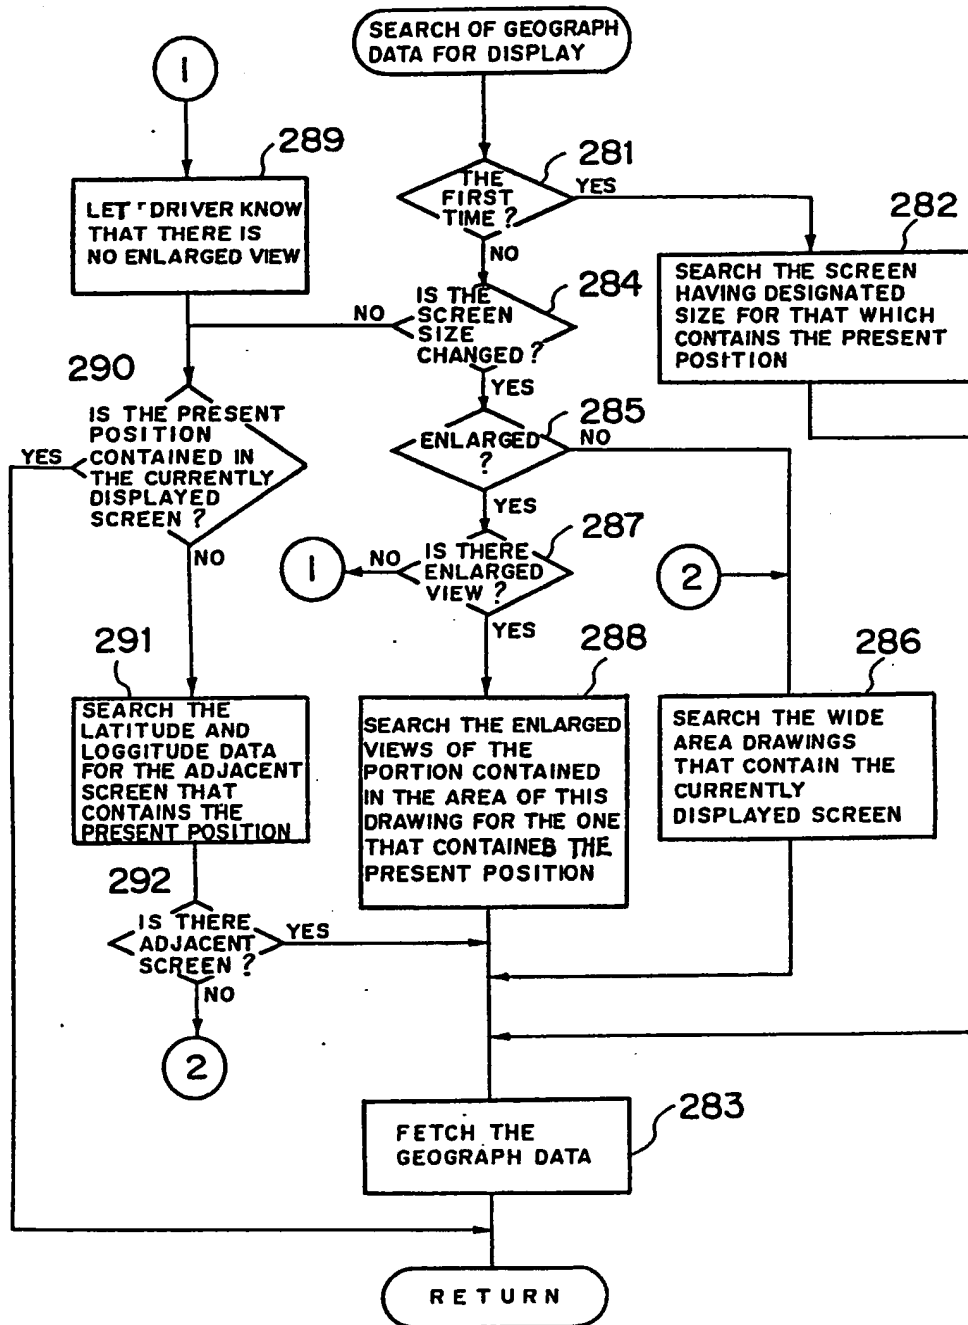 SEARCH OF GEOGRAPH
DATA FOR DISPLAY
1
289
LET DRIVER KNOW
THAT THERE IS
NO ENLARGED VIEW
281
THE
FIRST
TIME ?
YES
NO
282
SEARCH THE SCREEN
HAVING DESIGNATED
SIZE FOR THAT WHICH
CONTAINS THE PRESENT
POSITION
284
IS THE
SCREEN
SIZE
CHANGED ?
NO
YES
290
IS THE PRESENT
POSITION
CONTAINED IN
THE CURRENTLY
DISPLAYED
SCREEN ?
YES
NO
285
ENLARGED
?
NO
YES
287
IS THERE
ENLARGED
VIEW ?
NO
1
YES
2
291
SEARCH THE
LATITUDE AND
LOGGITUDE DATA
FOR THE ADJACENT
SCREEN THAT
CONTAINS THE
PRESENT POSITION
288
SEARCH THE ENLARGED
VIEWS OF THE
PORTION CONTAINED
IN THE AREA OF THIS
DRAWING FOR THE ONE
THAT CONTAINEB THE
PRESENT POSITION
286
SEARCH THE WIDE
AREA DRAWINGS
THAT CONTAIN THE
CURRENTLY
DISPLAYED SCREEN
292
IS THERE
ADJACENT
SCREEN ?
YES
NO
2
283
FETCH THE
GEOGRAPH DATA
RETURN